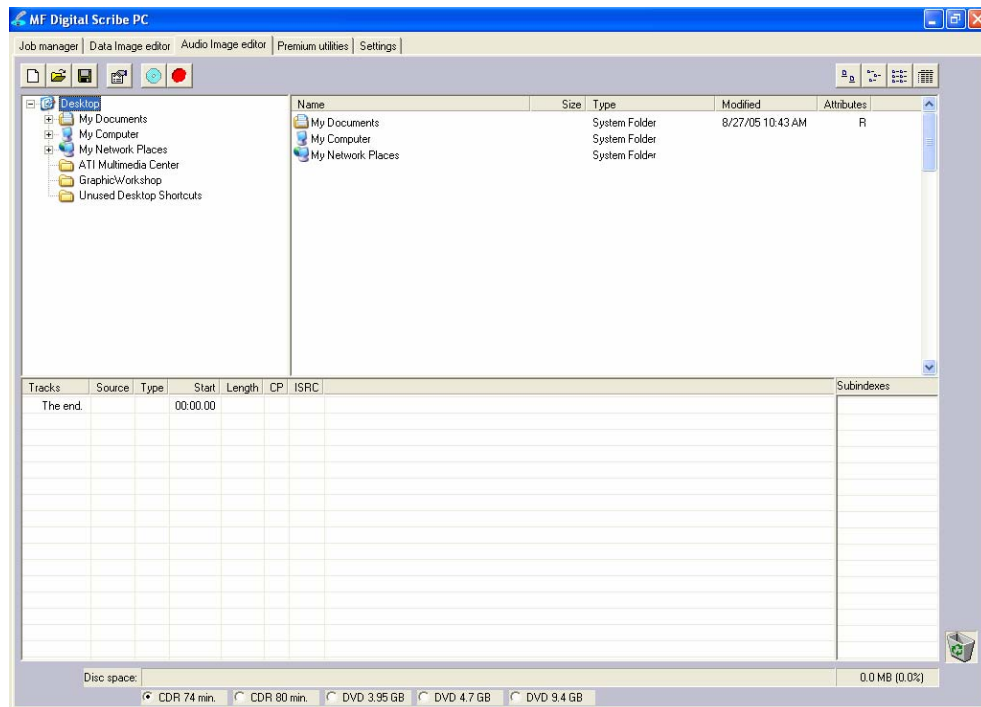 MF Digital Scribe PC
Job manager Data Image editor Audio Image editor Premium utilities Settings
Desktop
My Documents
My Computer
My Network Places
ATI Multimedia Center
GraphicWorkshop
Unused Desktop Shortcuts
Name Size Type Modified Attributes
My Documents System Folder 8/27/05 10:43 AM R
My Computer System Folder
My Network Places System Folder
Tracks Source Type Start Length CP ISRC Subindexes
The end. 00:00.00
Disc space: 0.0 MB (0.0%)
CDR 74 min. CDR 80 min. DVD 3.95 GB DVD 4.7 GB DVD 9.4 GB